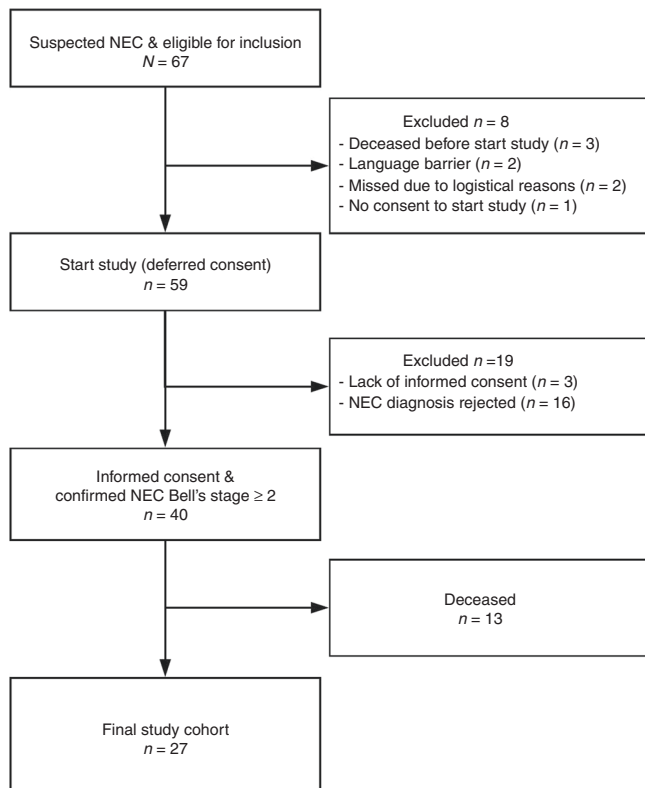 Suspected NEC & eligible for inclusion
N = 67
Excluded n = 8
- Deceased before start study (n = 3)
- Language barrier (n = 2)
- Missed due to logistical reasons (n = 2)
- No consent to start study (n = 1)
Start study (deferred consent)
n = 59
Excluded n =19
- Lack of informed consent (n = 3)
- NEC diagnosis rejected (n = 16)
Informed consent &
confirmed NEC Bell's stage ≥ 2
n = 40
Deceased
n = 13
Final study cohort
n = 27